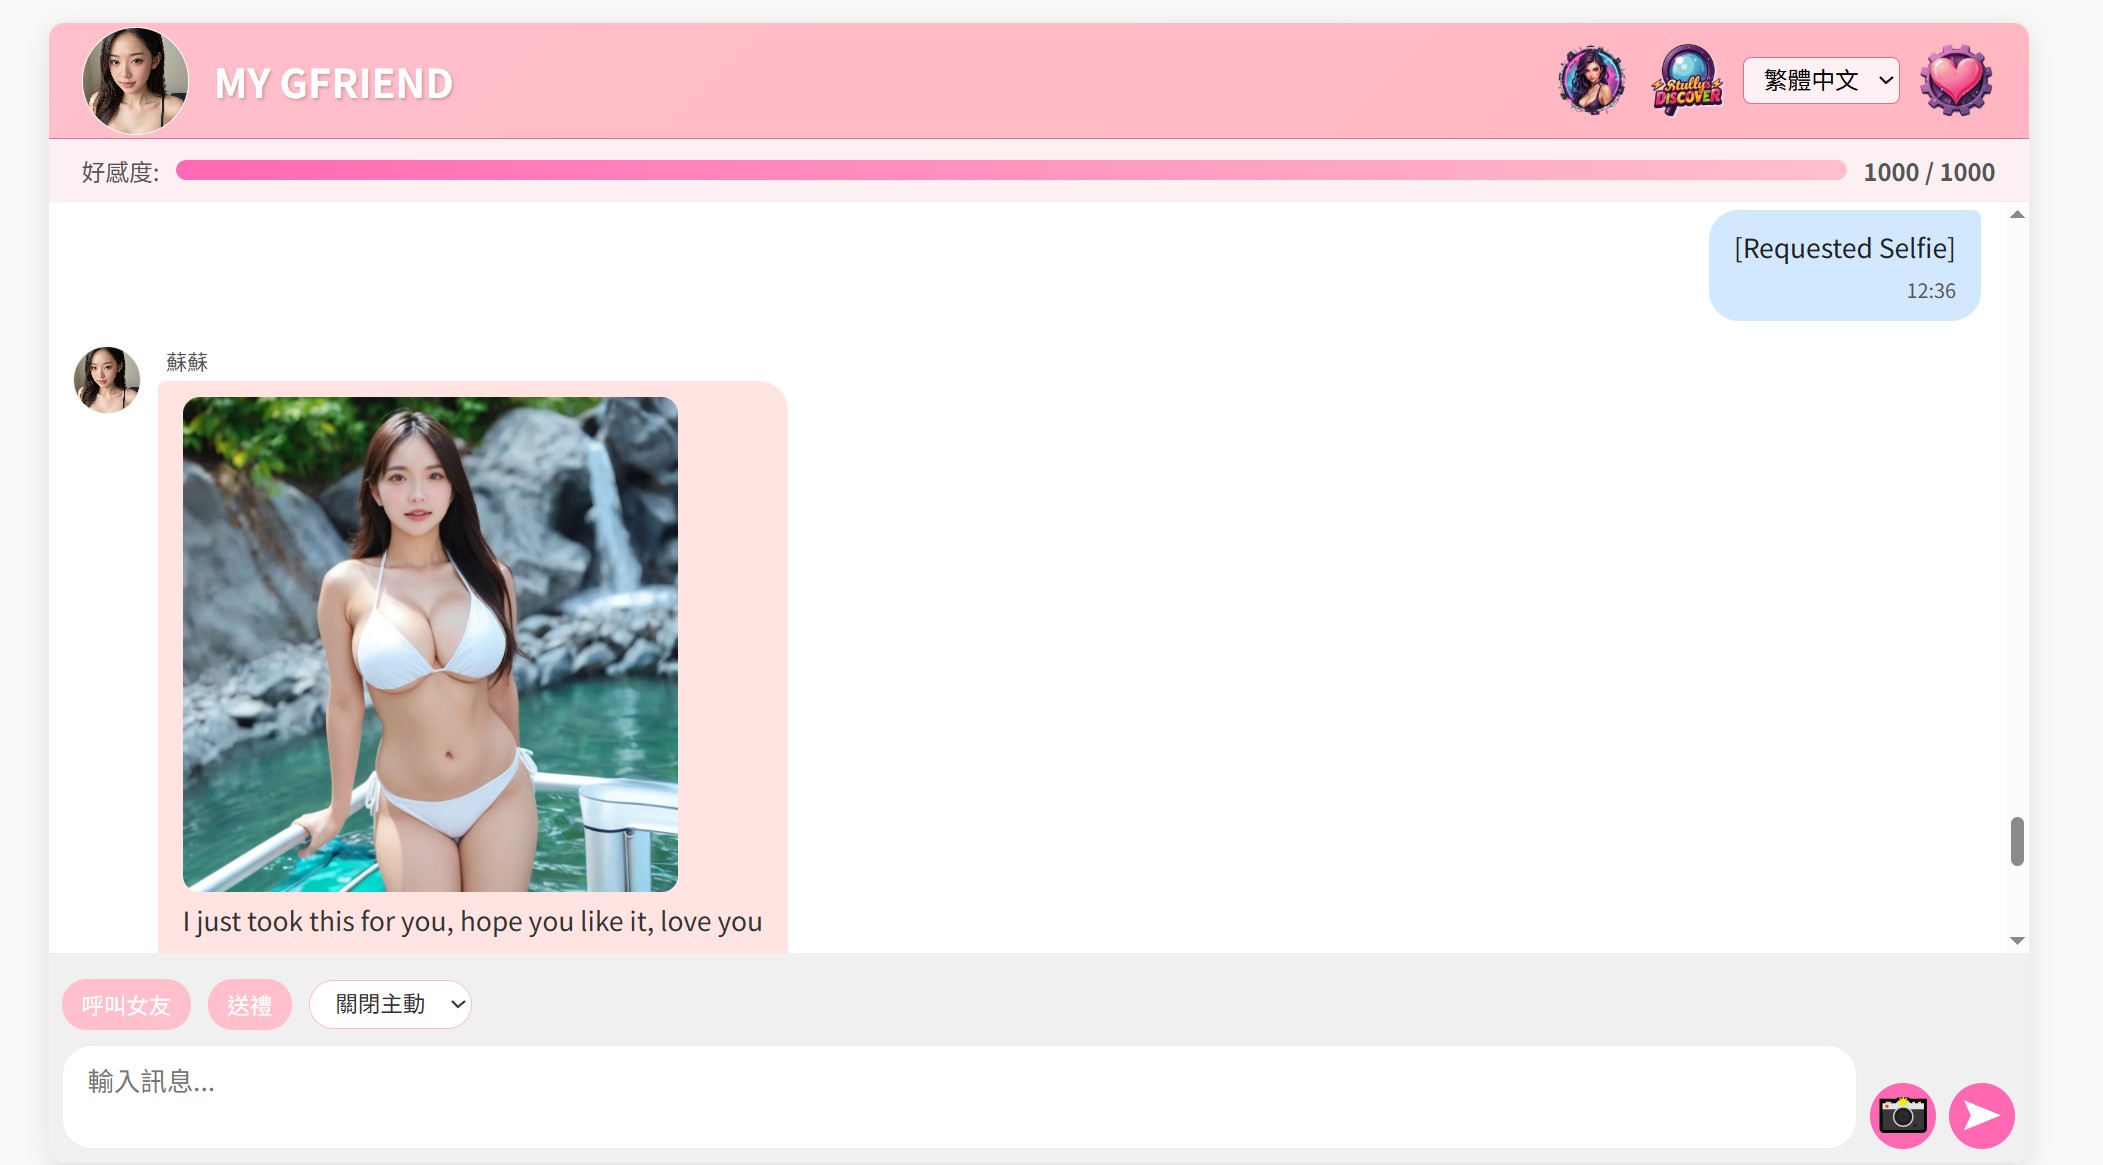 MY GFRIEND
Stully's
DISCOVER
繁體中文
好感度:
1000 / 1000
[Requested Selfie]
12:36
蘇蘇
I just took this for you, hope you like it, love you
呼叫女友
送禮
關閉主動
輸入訊息...